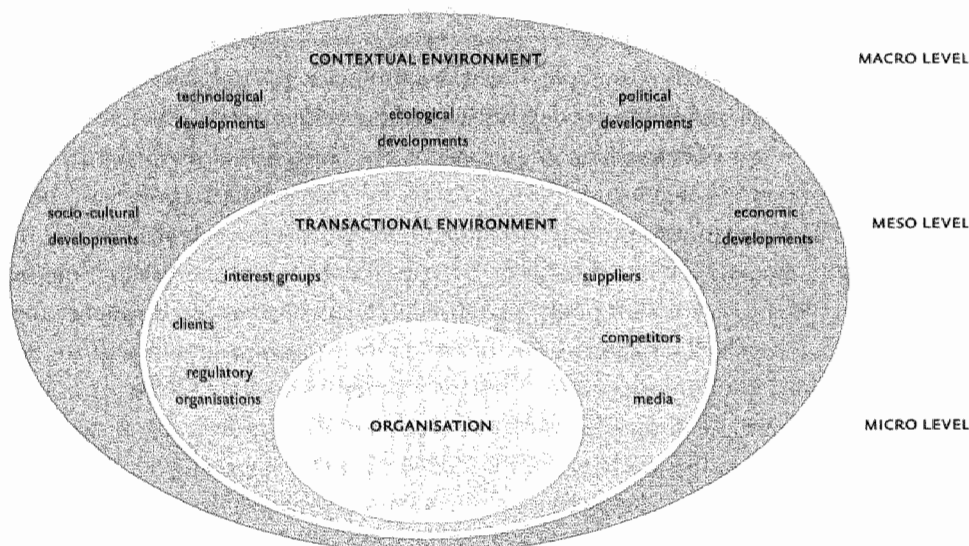 CONTEXTUAL ENVIRONMENT
MACRO LEVEL
technological
developments
ecological
developments
political
developments
socio-cultural
developments
TRANSACTIONAL ENVIRONMENT
economic
developments
MESO LEVEL
interest groups
suppliers
clients
competitors
regulatory
organisations
media
ORGANISATION
MICRO LEVEL